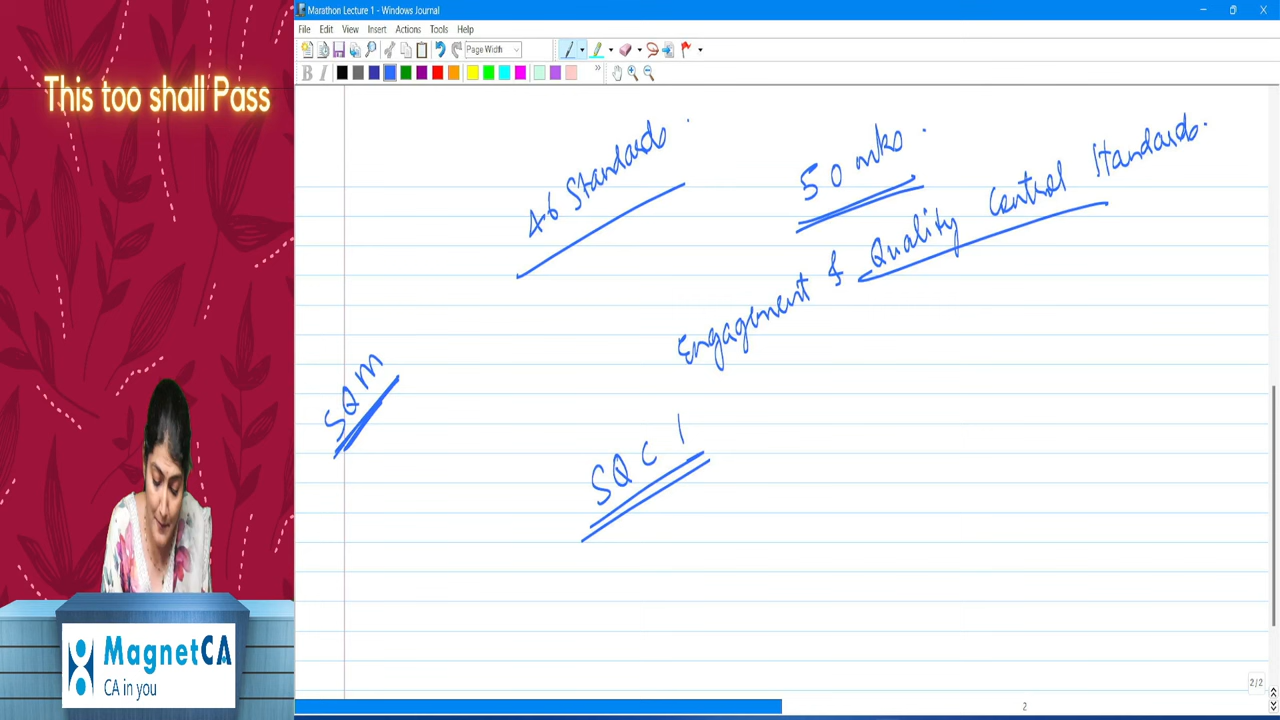 Marathon Lecture 1 - Windows Journal
File Edit View Insert Actions Tools Help
Page Width
B I
This too shall Pass
46 Standards.
50 mks.
Engagement & Quality Control Standards.
SQM
SQC 1
MagnetCA
CA in you
2/2
2